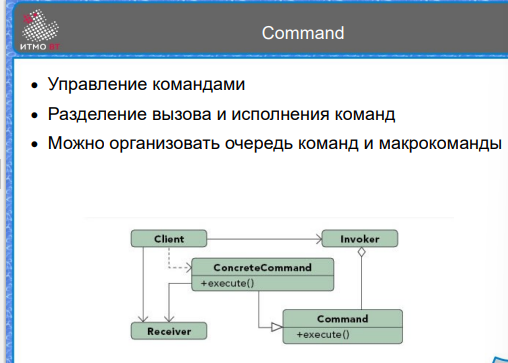 Command
ИТМО ВТ
Управление командами
Разделение вызова и исполнения команд
Можно организовать очередь команд и макрокоманды
Client
Invoker
ConcreteCommand
+execute()
Command
+execute()
Receiver